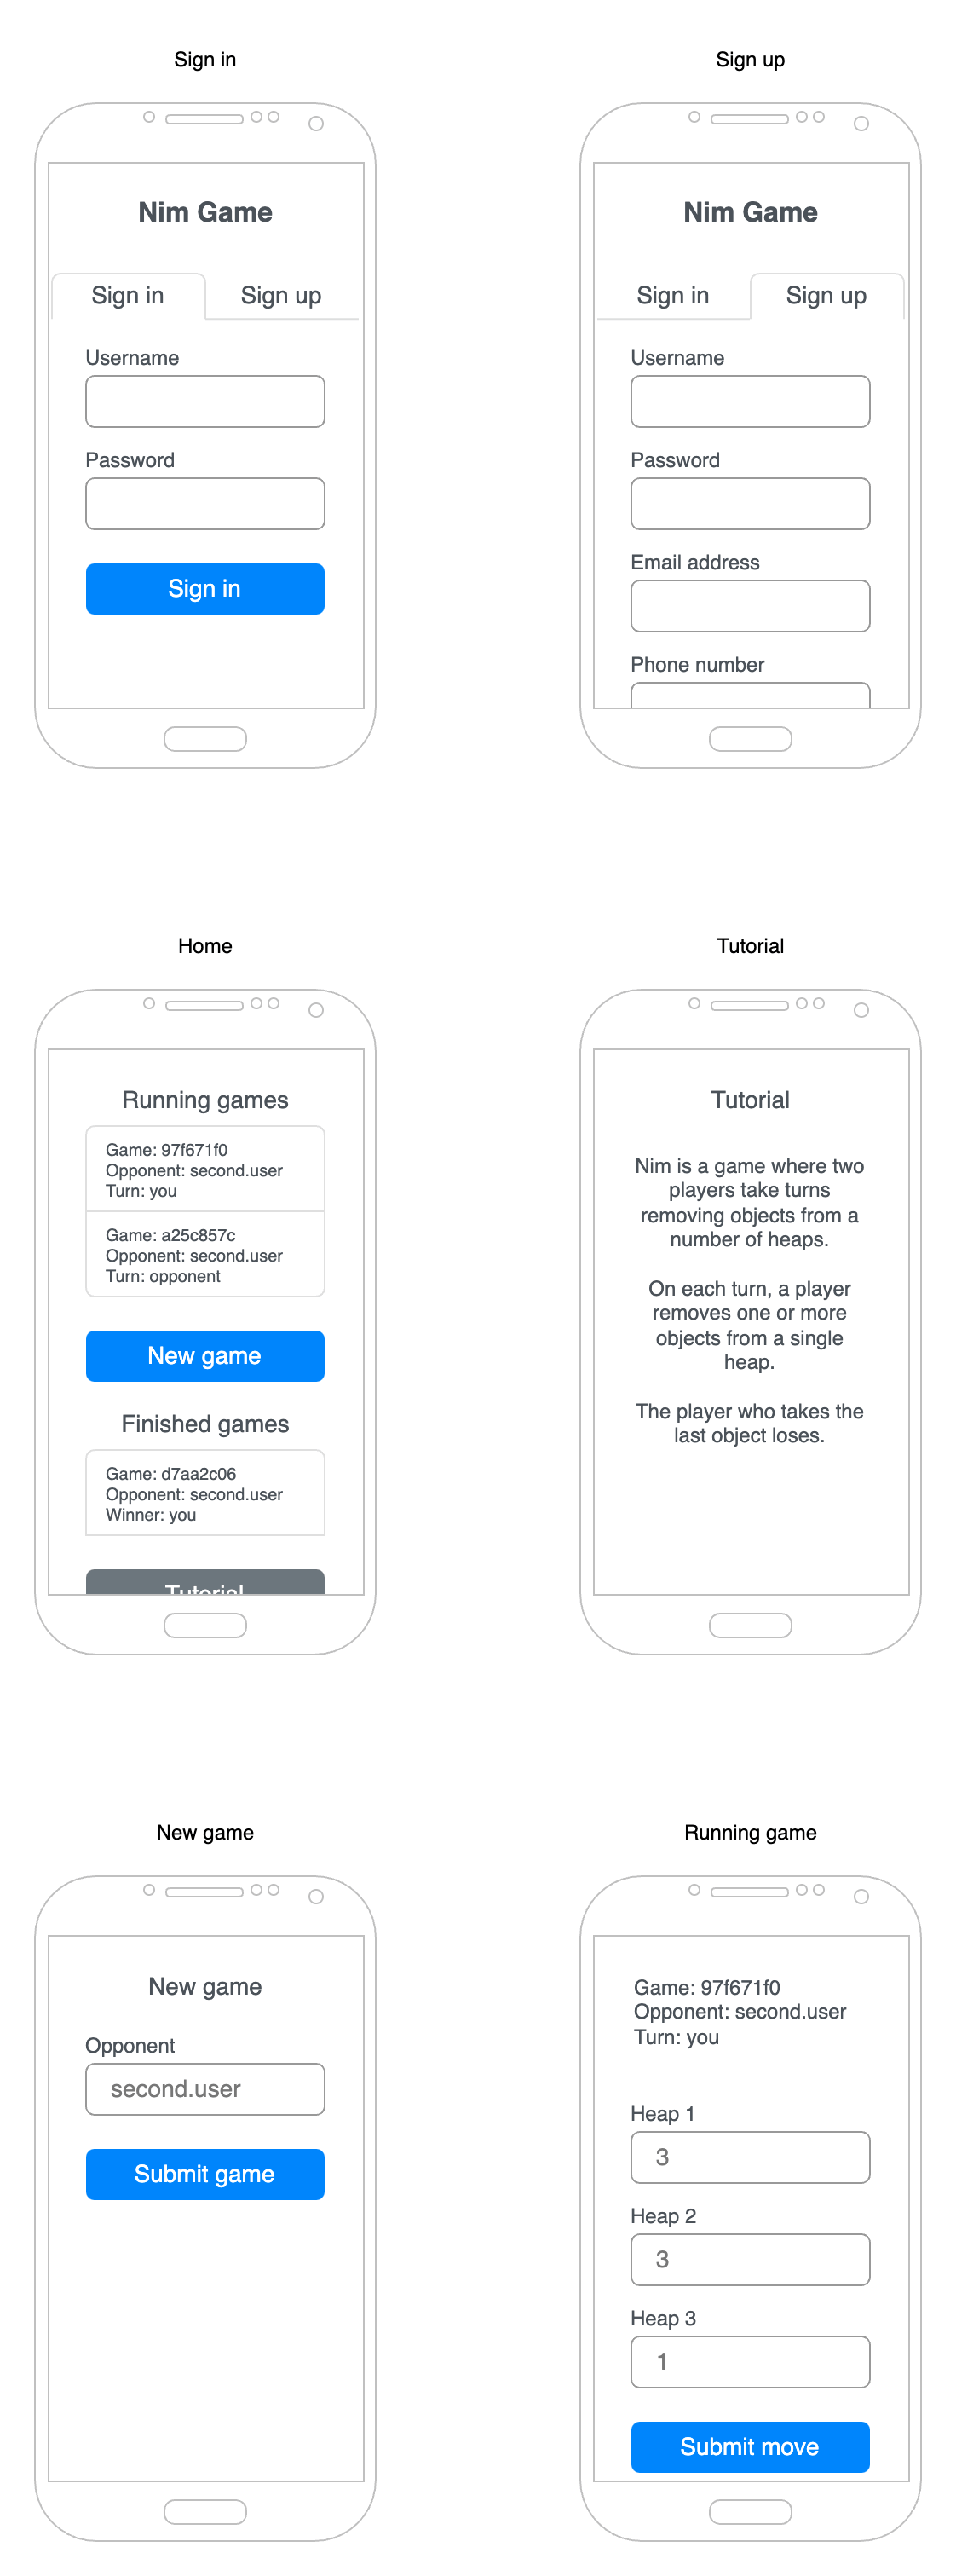 Sign in
Sign up
Nim Game
Sign in
Sign up
Username
Password
Sign in
Nim Game
Sign in
Sign up
Username
Password
Email address
Phone number
Home
Tutorial
Running games
Game: 97f671f0
Opponent: second.user
Turn: you
Game: a25c857c
Opponent: second.user
Turn: opponent
New game
Finished games
Game: d7aa2c06
Opponent: second.user
Winner: you
Tutorial
Tutorial
Nim is a game where two
players take turns
removing objects from a
number of heaps.
On each turn, a player
removes one or more
objects from a single
heap.
The player who takes the
last object loses.
New game
Running game
New game
Opponent
second.user
Submit game
Game: 97f671f0
Opponent: second.user
Turn: you
Heap 1
3
Heap 2
3
Heap 3
1
Submit move